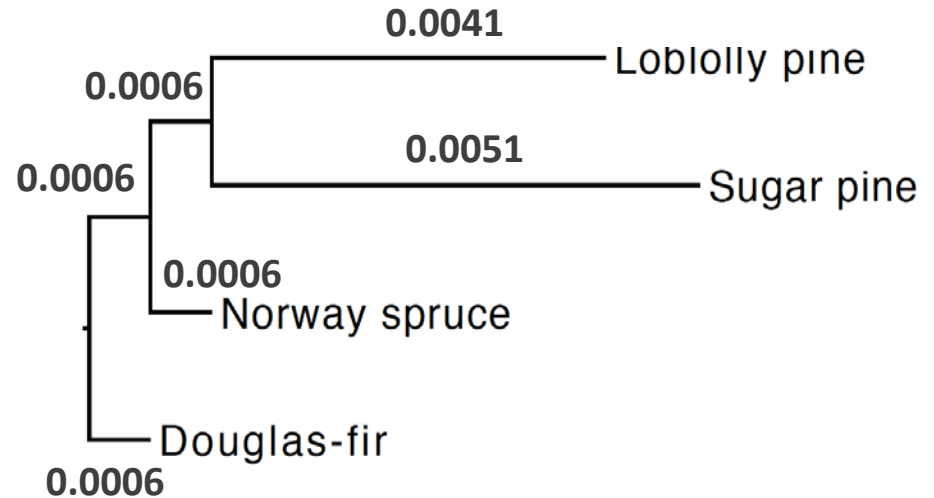 0.0041
Loblolly pine
0.0006
0.0051
0.0006
Sugar pine
0.0006
Norway spruce
Douglas-fir
0.0006